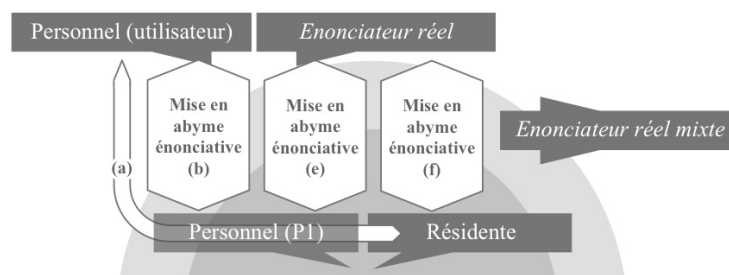 Personnel (utilisateur)
Enonciateur réel
Mise en
abyme
énonciative
(b)
Mise en
abyme
énonciative
(e)
Mise en
abyme
énonciative
(f)
Enonciateur réel mixte
(a)
Personnel (P1)
Résidente